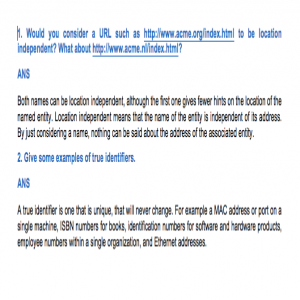 1. Would you consider a URL such as http://www.acme.org/index.html to be location
independent? What about http://www.acme.nl/index.html?
ANS
Both names can be location independent, although the first one gives fewer hints on the location of the
named entity. Location independent means that the name of the entity is independent of its address.
By just considering a name, nothing can be said about the address of the associated entity.
2. Give some examples of true identifiers.
ANS
A true identifier is one that is unique, that will never change. For example a MAC address or port on a
single machine, ISBN numbers for books, identification numbers for software and hardware products,
employee numbers within a single organization, and Ethernet addresses.